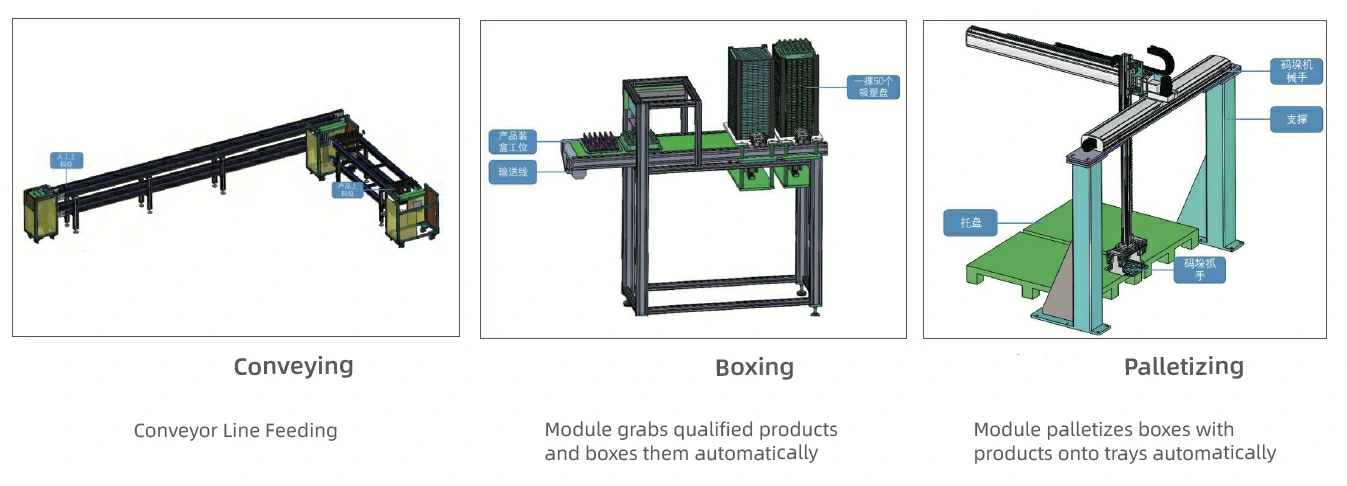 人工上
料位
产品上
料位
Conveying
Conveyor Line Feeding
一摞50个
吸塑盘
产品装
盒工位
输送线
Boxing
Module grabs qualified products
and boxes them automatically
码垛机
械手
支撑
托盘
码垛抓
手
Palletizing
Module palletizes boxes with
products onto trays automatically